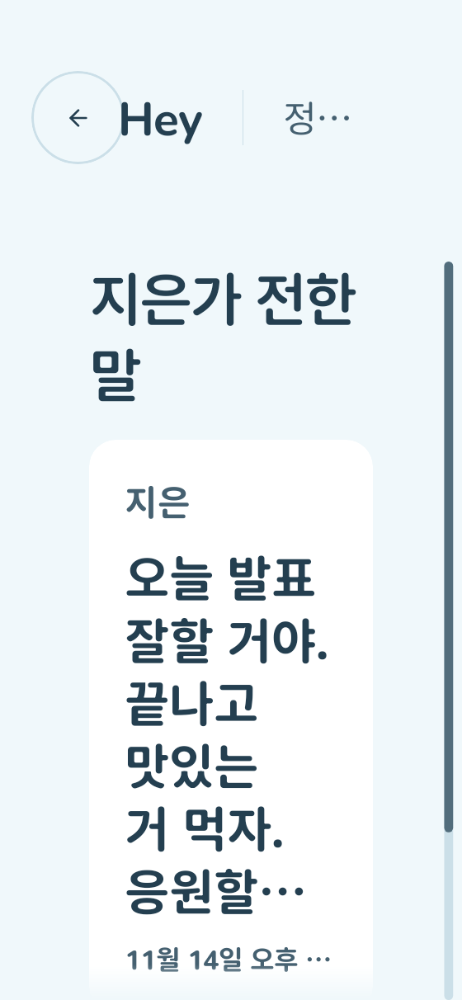 Hey
정…
지은가 전한
말
지은
오늘 발표
잘할 거야.
끝나고
맛있는
거 먹자.
응원할…
11월 14일 오후 …